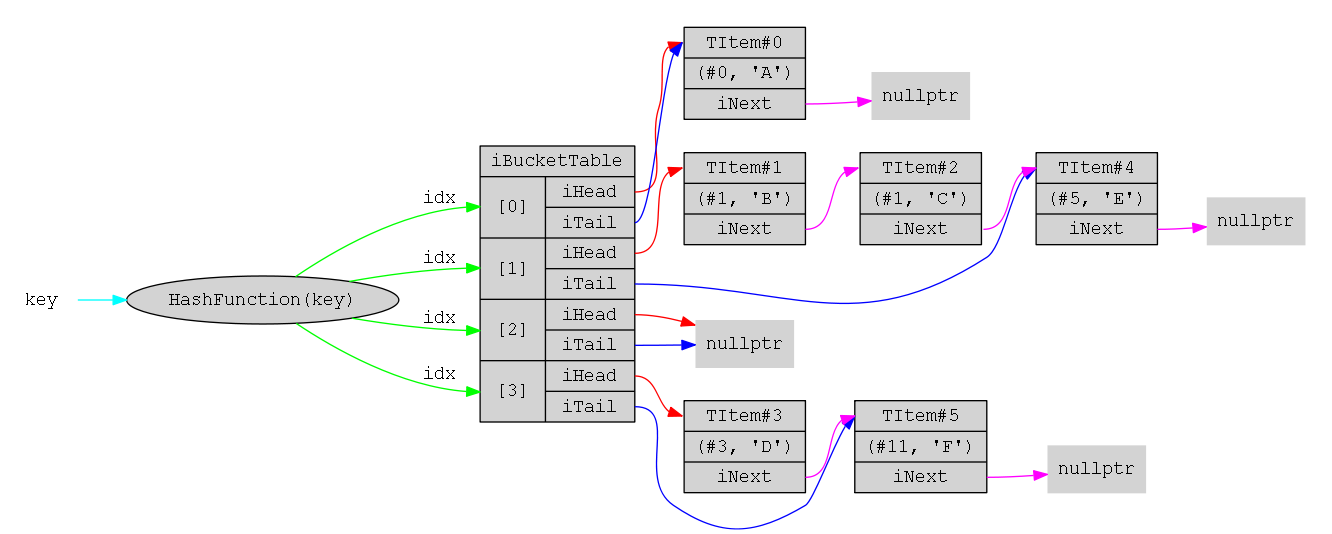 TItem#0
(#0, 'A')
iNext
nullptr
iBucketTable
[0]
iHead
iTail
[1]
iHead
iTail
[2]
iHead
iTail
[3]
iHead
iTail
TItem#1
(#1, 'B')
iNext
TItem#2
(#1, 'C')
iNext
TItem#4
(#5, 'E')
iNext
nullptr
idx
idx
idx
idx
key
HashFunction(key)
nullptr
TItem#3
(#3, 'D')
iNext
TItem#5
(#11, 'F')
iNext
nullptr